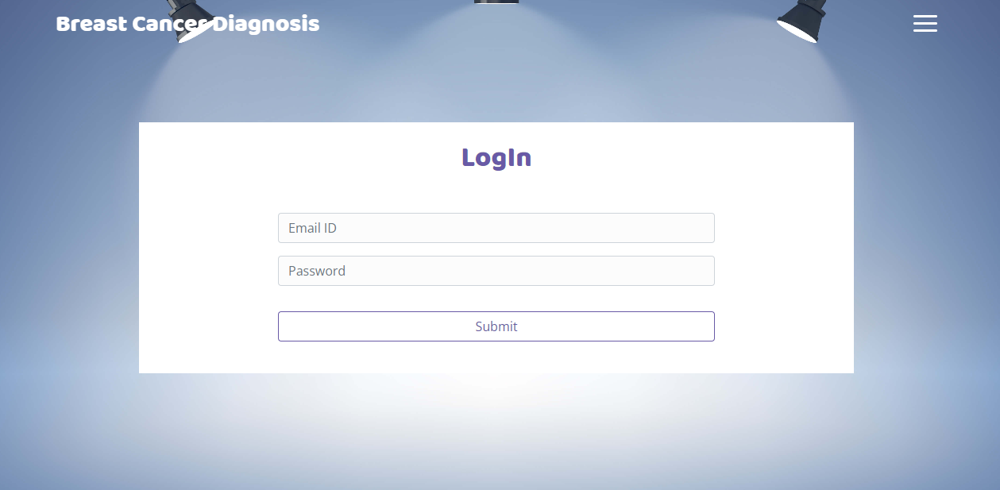 Breast Cancer Diagnosis
LogIn
Email ID
Password
Submit